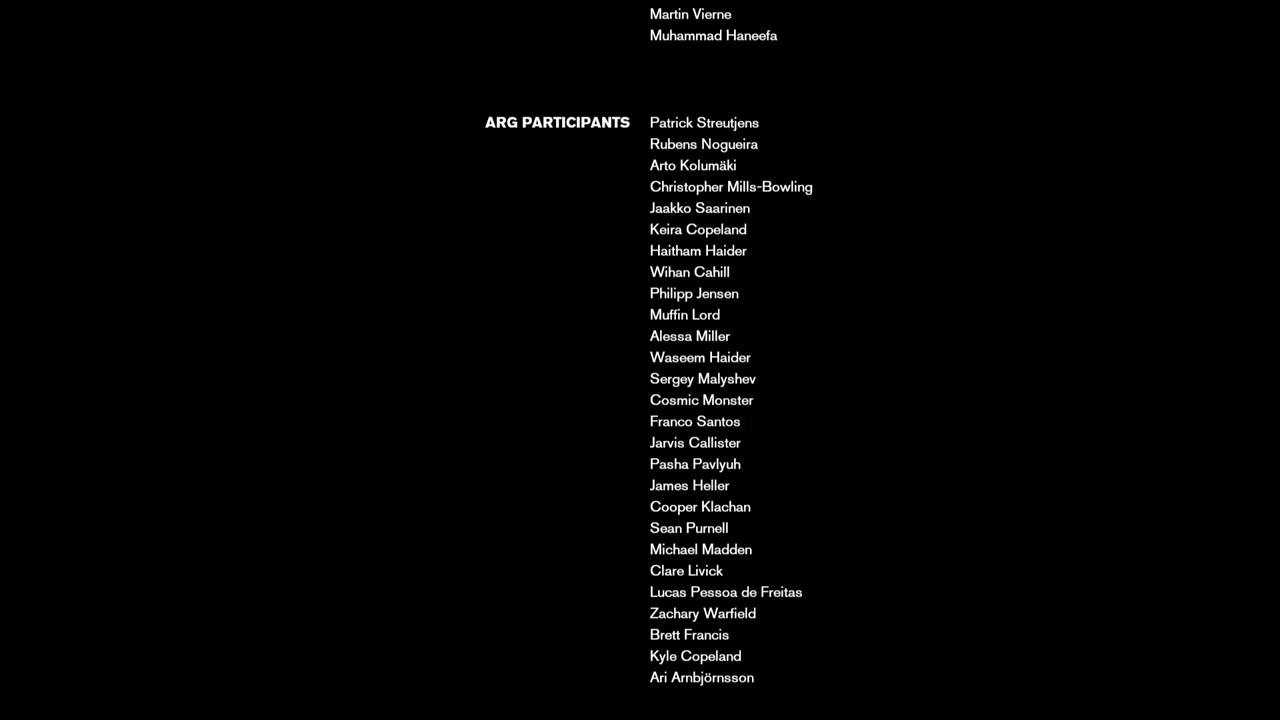 Martin Vierne
Muhammad Haneefa
ARG PARTICIPANTS Patrick Streutjens
Rubens Nogueira
Arto Kolumäki
Christopher Mills-Bowling
Jaakko Saarinen
Keira Copeland
Haitham Haider
Wihan Cahill
Philipp Jensen
Muffin Lord
Alessa Miller
Waseem Haider
Sergey Malyshev
Cosmic Monster
Franco Santos
Jarvis Callister
Pasha Pavlyuh
James Heller
Cooper Klachan
Sean Purnell
Michael Madden
Clare Livick
Lucas Pessoa de Freitas
Zachary Warfield
Brett Francis
Kyle Copeland
Ari Arnbjörnsson